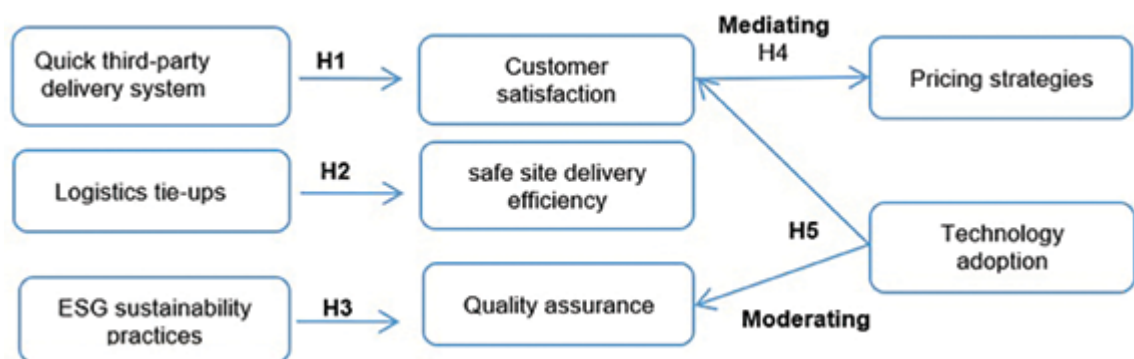 Quick third-party
delivery system
H1
Customer
satisfaction
Mediating
H4
Pricing strategies
Logistics tie-ups
H2
safe site delivery
efficiency
H5
Technology
adoption
ESG sustainability
practices
H3
Quality assurance
Moderating